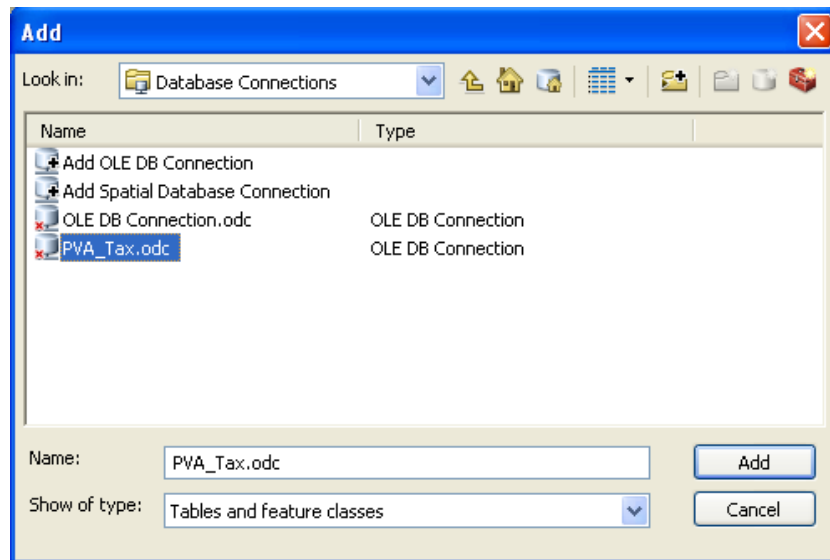 Add
Look in: Database Connections
Name Type
Add OLE DB Connection
Add Spatial Database Connection
OLE DB Connection.odc OLE DB Connection
PVA_Tax.odc OLE DB Connection
Name: PVA_Tax.odc Add
Show of type: Tables and feature classes Cancel